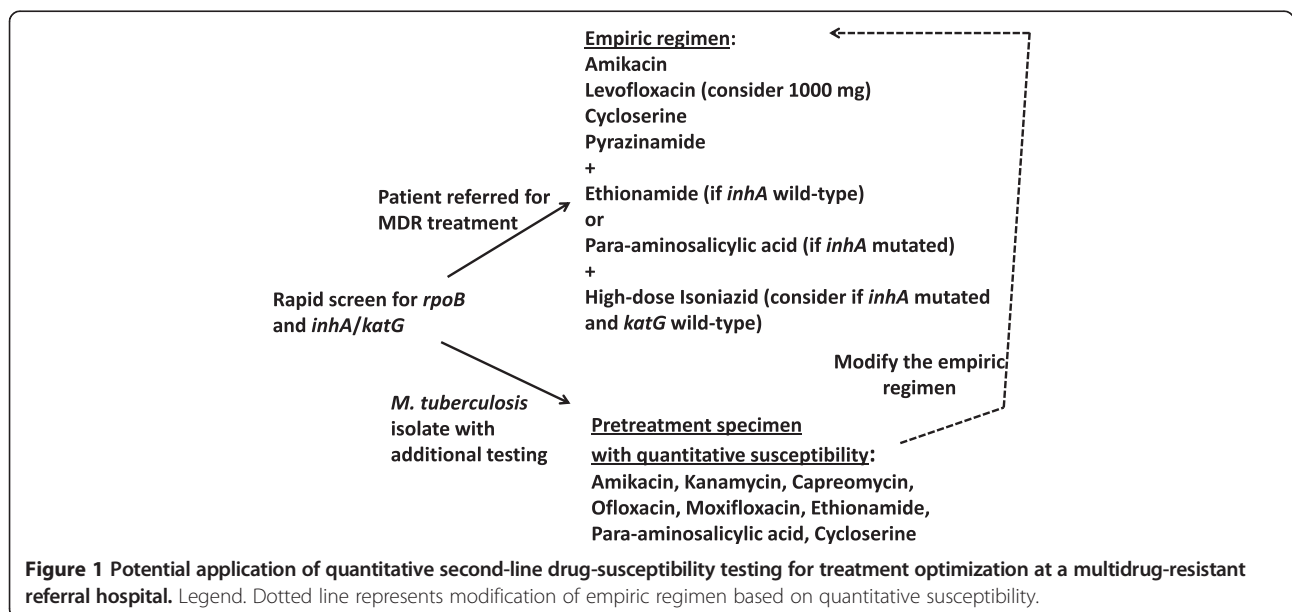 Empiric regimen:
Amikacin
Levofloxacin (consider 1000 mg)
Cycloserine
Pyrazinamide
+
Ethionamide (if inhA wild-type)
or
Para-aminosalicylic acid (if inhA mutated)
+
High-dose Isoniazid (consider if inhA mutated
and katG wild-type)
Patient referred for
MDR treatment
Rapid screen for rpoB
and inhA/katG
M. tuberculosis
isolate with
additional testing
Modify the empiric
regimen
Pretreatment specimen
with quantitative susceptibility:
Amikacin, Kanamycin, Capreomycin,
Ofloxacin, Moxifloxacin, Ethionamide,
Para-aminosalicylic acid, Cycloserine
Figure 1 Potential application of quantitative second-line drug-susceptibility testing for treatment optimization at a multidrug-resistant
referral hospital. Legend. Dotted line represents modification of empiric regimen based on quantitative susceptibility.